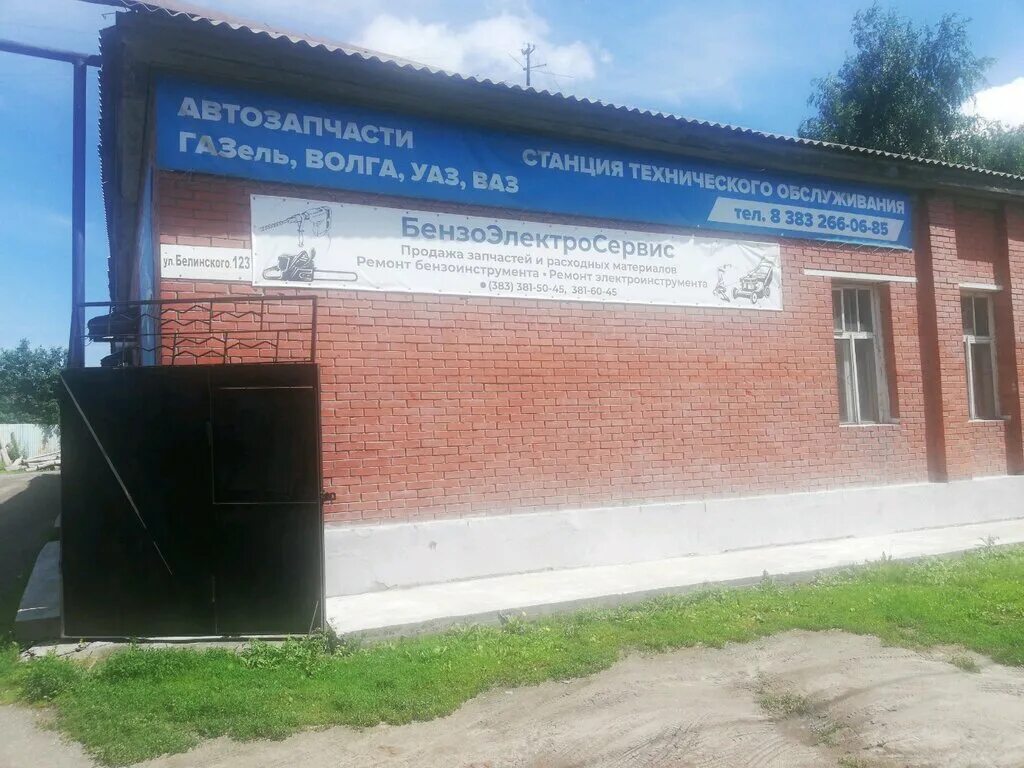 АВТОЗАПЧАСТИ
ГАЗель, ВОЛГА, УАЗ, ВАЗ
СТАНЦИЯ ТЕХНИЧЕСКОГО ОБСЛУЖИВАНИЯ
тел. 8 383 266-06-85
ул.Белинского.123
БензоЭлектроСервис
Продажа запчастей и расходных материалов
Ремонт бензоинструмента • Ремонт электроинструмента
(383) 381-50-45, 381-60-45